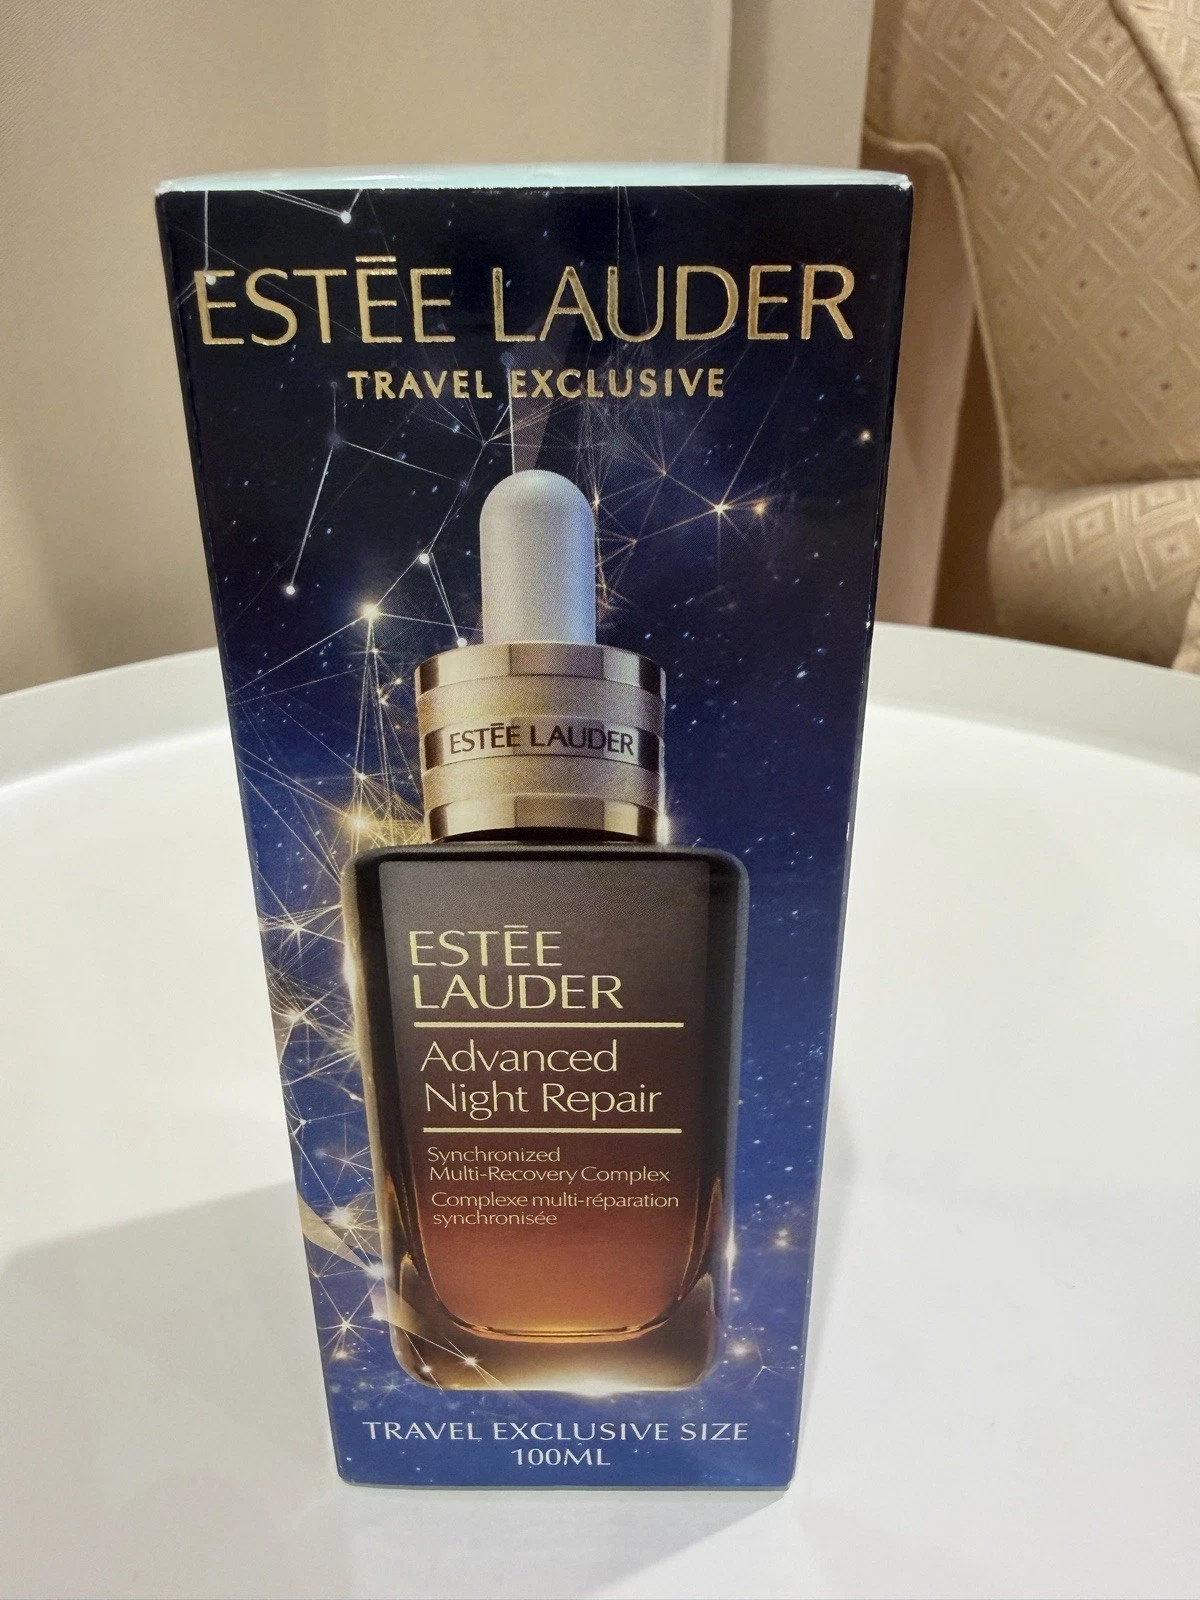 ESTĒE LAUDER
TRAVEL EXCLUSIVE
ESTĒE LAUDER
ESTĒE
LAUDER
Advanced
Night Repair
Synchronized
Multi-Recovery Complex
Complexe multi-réparation
synchronisée
TRAVEL EXCLUSIVE SIZE
100ML